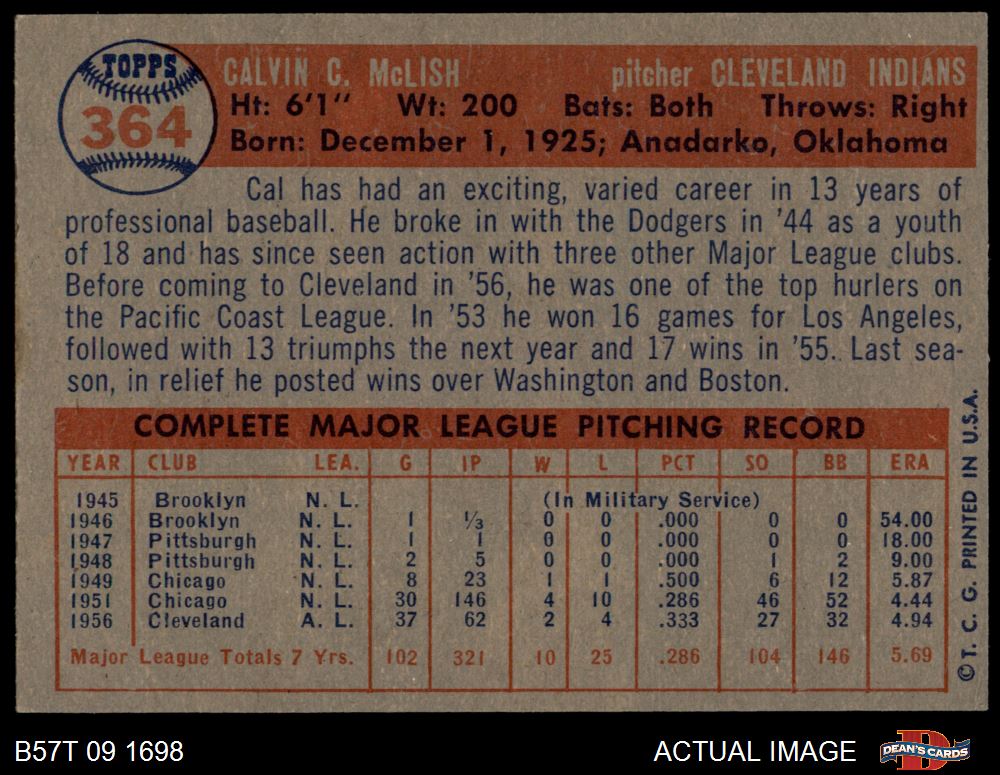 TOPPS
364
CALVIN C. McLISH pitcher CLEVELAND INDIANS
Ht: 6'1" Wt: 200 Bats: Both Throws: Right
Born: December 1, 1925; Anadarko, Oklahoma
Cal has had an exciting, varied career in 13 years of
professional baseball. He broke in with the Dodgers in '44 as a youth
of 18 and has since seen action with three other Major League clubs.
Before coming to Cleveland in '56, he was one of the top hurlers on
the Pacific Coast League. In '53 he won 16 games for Los Angeles,
followed with 13 triumphs the next year and 17 wins in '55. Last sea-
son, in relief he posted wins over Washington and Boston.
COMPLETE MAJOR LEAGUE PITCHING RECORD
YEAR CLUB LEA. G IP W L PCT SO BB ERA
1945 Brooklyn N. L. (In Military Service)
1946 Brooklyn N. L. 1 1/3 0 0 .000 0 0 54.00
1947 Pittsburgh N. L. 1 1 0 0 .000 0 0 18.00
1948 Pittsburgh N. L. 2 5 0 0 .000 1 2 9.00
1949 Chicago N. L. 8 23 1 1 .500 6 12 5.87
1951 Chicago N. L. 30 146 4 10 .286 46 52 4.44
1956 Cleveland A. L. 37 62 2 4 .333 27 32 4.94
Major League Totals 7 Yrs. 102 321 10 25 .286 104 146 5.69
©T. C. G. PRINTED IN U.S.A.
B57T 09 1698 ACTUAL IMAGE
D
DEAN'S CARDS